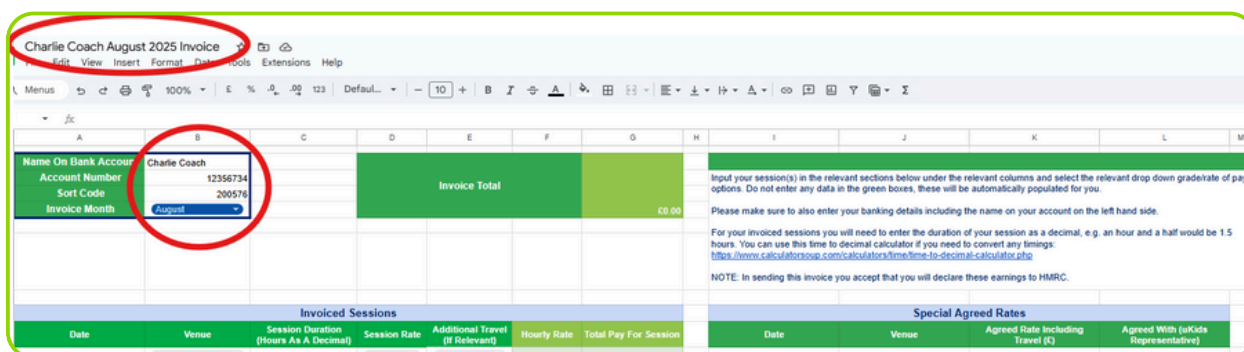 Charlie Coach August 2025 Invoice
Edit View Insert Format Data Tools Extensions Help
Menus 100% £ % .0 .00 123 Defaul... 10 B I A
fx
A B C D E F G H I J K L M
Name On Bank Account Charlie Coach
Account Number 12356734
Sort Code 200576
Invoice Month August
Invoice Total
£0.00
Input your session(s) in the relevant sections below under the relevant columns and select the relevant drop down grade/rate of pay
options. Do not enter any data in the green boxes, these will be automatically populated for you.
Please make sure to also enter your banking details including the name on your account on the left hand side.
For your invoiced sessions you will need to enter the duration of your session as a decimal, e.g. an hour and a half would be 1.5
hours. You can use this time to decimal calculator if you need to convert any timings:
https://www.calculatorsoup.com/calculators/time/time-to-decimal-calculator.php
NOTE: In sending this invoice you accept that you will declare these earnings to HMRC.
Invoiced Sessions
Date
Venue
Session Duration
(Hours As A Decimal)
Session Rate
Additional Travel
(If Relevant)
Hourly Rate
Total Pay For Session
Special Agreed Rates
Date
Venue
Agreed Rate Including
Travel (£)
Agreed With (uKids
Representative)